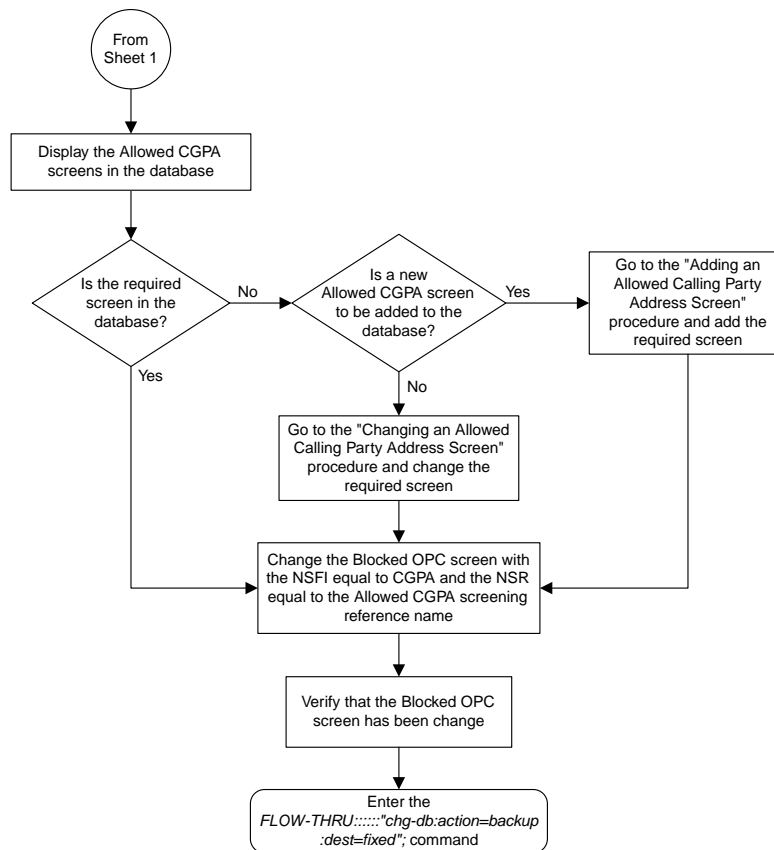 From
Sheet 1
Display the Allowed CGPA
screens in the database
Is the required
screen in the
database?
No
Yes
Is a new
Allowed CGPA screen
to be added to the
database?
Yes
No
Go to the "Adding an
Allowed Calling Party
Address Screen"
procedure and add the
required screen
Go to the "Changing an Allowed
Calling Party Address Screen"
procedure and change the
required screen
Change the Blocked OPC screen with
the NSFI equal to CGPA and the NSR
equal to the Allowed CGPA screening
reference name
Verify that the Blocked OPC
screen has been change
Enter the
FLOW-THRU::::::"chg-db:action=backup
:dest=fixed"; command